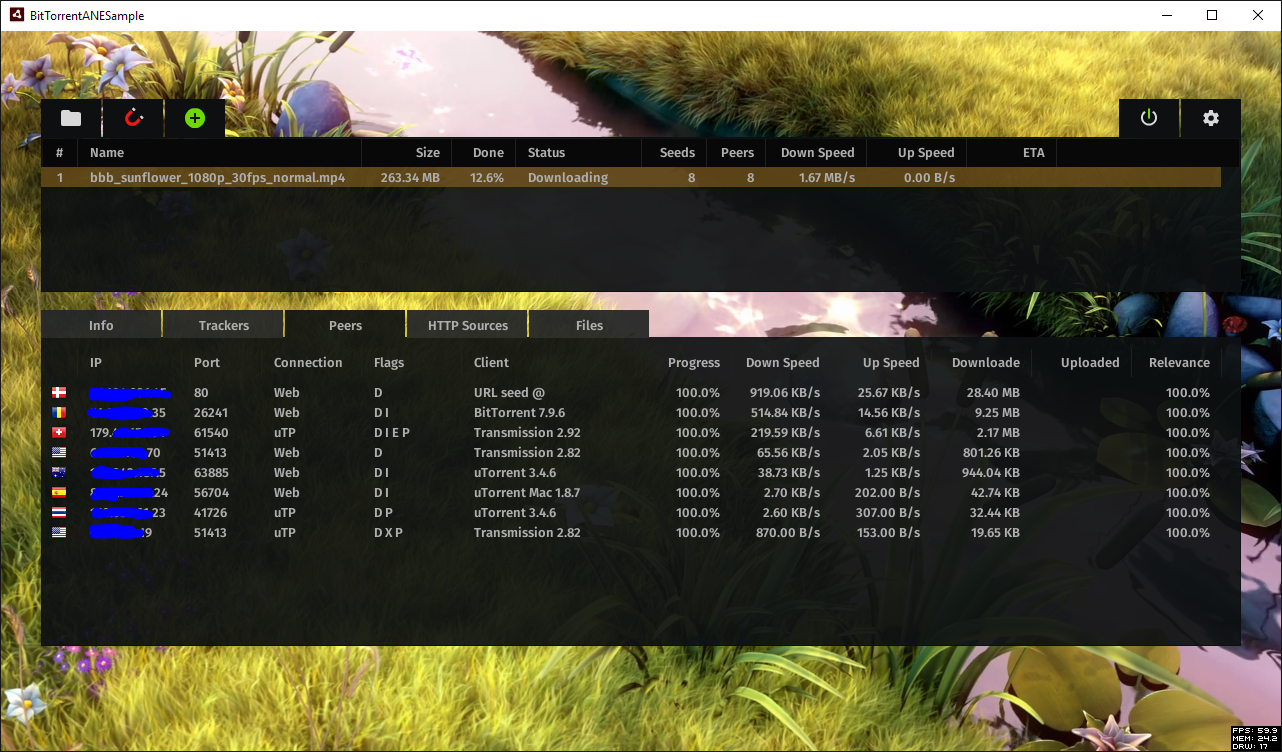 BitTorrentANESample
# Name Size Done Status Seeds Peers Down Speed Up Speed ETA
1 bbb_sunflower_1080p_30fps_normal.mp4 263.34 MB 12.6% Downloading 8 8 1.67 MB/s 0.00 B/s
Info Trackers Peers HTTP Sources Files
IP Port Connection Flags Client Progress Down Speed Up Speed Downloade Uploaded Relevance
80 Web D URL seed @ 100.0% 919.06 KB/s 25.67 KB/s 28.40 MB 100.0%
35 26241 Web D I BitTorrent 7.9.6 100.0% 514.84 KB/s 14.56 KB/s 9.25 MB 100.0%
179. 61540 uTP D I E P Transmission 2.92 100.0% 219.59 KB/s 6.61 KB/s 2.17 MB 100.0%
70 51413 Web D Transmission 2.82 100.0% 65.56 KB/s 2.05 KB/s 801.26 KB 100.0%
63885 Web D I uTorrent 3.4.6 100.0% 38.73 KB/s 1.25 KB/s 944.04 KB 100.0%
24 56704 Web D I uTorrent Mac 1.8.7 100.0% 2.70 KB/s 202.00 B/s 42.74 KB 100.0%
23 41726 uTP D P uTorrent 3.4.6 100.0% 2.60 KB/s 307.00 B/s 32.44 KB 100.0%
51413 uTP D X P Transmission 2.82 100.0% 870.00 B/s 153.00 B/s 19.65 KB 100.0%
FPS: 59.9
MEM: 24.2
DRW: 17